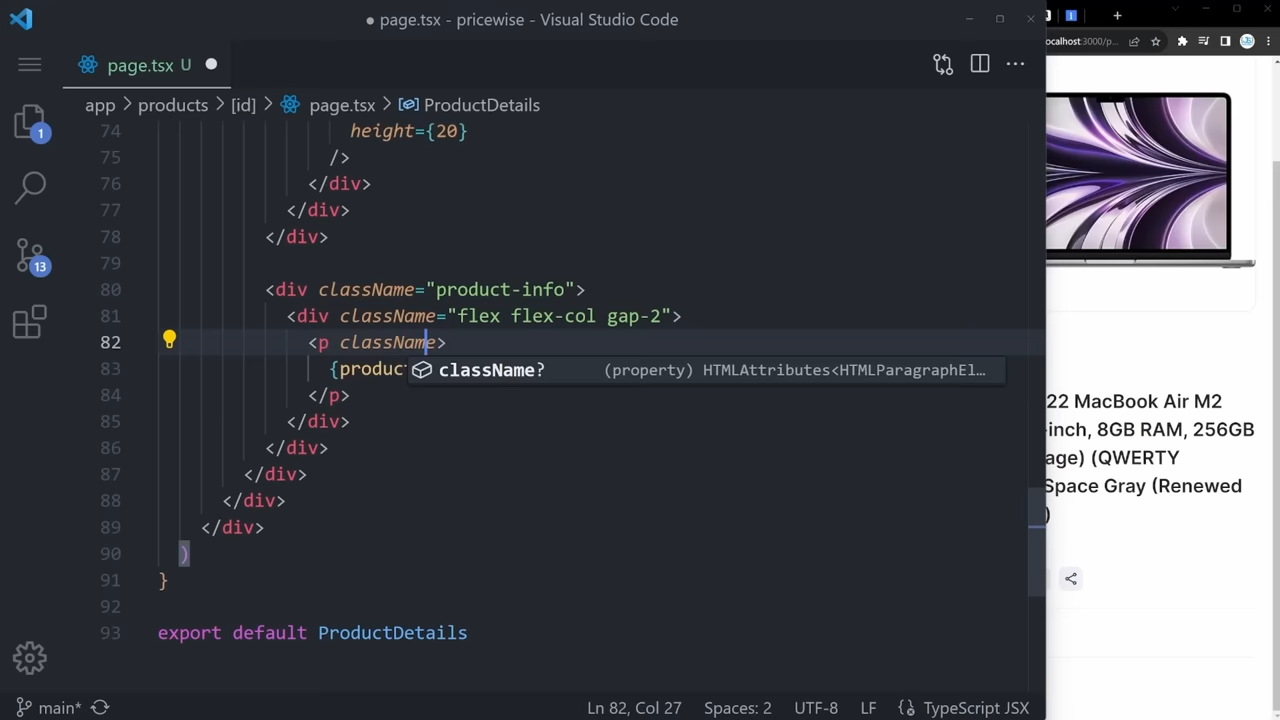 page.tsx - pricewise - Visual Studio Code
page.tsx U
app > products > [id] > page.tsx > ProductDetails
74 height={20}
75 />
76 </div>
77 </div>
78 </div>
79
80 <div className="product-info">
81 <div className="flex flex-col gap-2">
82 <p className>
83 {produc
className? (property) HTMLAttributes<HTMLParagraphEl…
84 </p>
85 </div>
86 </div>
87 </div>
88 </div>
89 </div>
90 )
91 }
92
93 export default ProductDetails
1
13
main* Ln 82, Col 27 Spaces: 2 UTF-8 LF TypeScript JSX
localhost:3000/p...
22 MacBook Air M2
-inch, 8GB RAM, 256GB
age) (QWERTY
Space Gray (Renewed
)